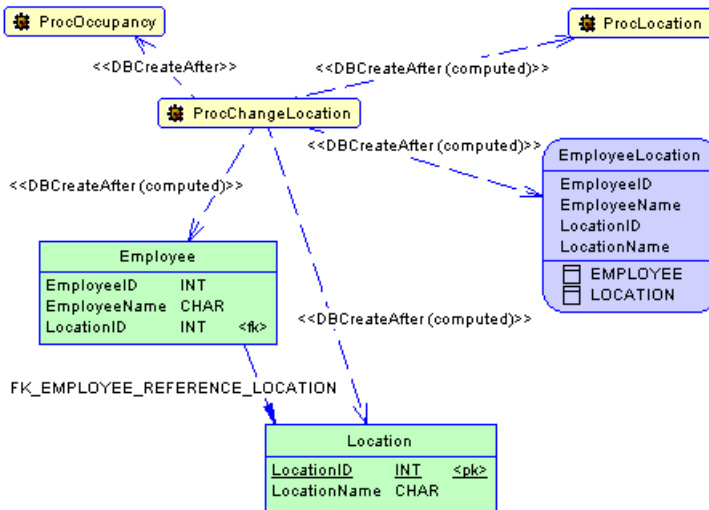 ProcOccupancy
ProcLocation
<<DBCreateAfter>>
<<DBCreateAfter (computed)>>
ProcChangeLocation
<<DBCreateAfter (computed)>>
EmployeeLocation
<<DBCreateAfter (computed)>>
EmployeeID
EmployeeName
LocationID
LocationName
EMPLOYEE
LOCATION
Employee
EmployeeID INT
EmployeeName CHAR
LocationID INT <fk>
<<DBCreateAfter (computed)>>
FK_EMPLOYEE_REFERENCE_LOCATION
Location
LocationID INT <pk>
LocationName CHAR